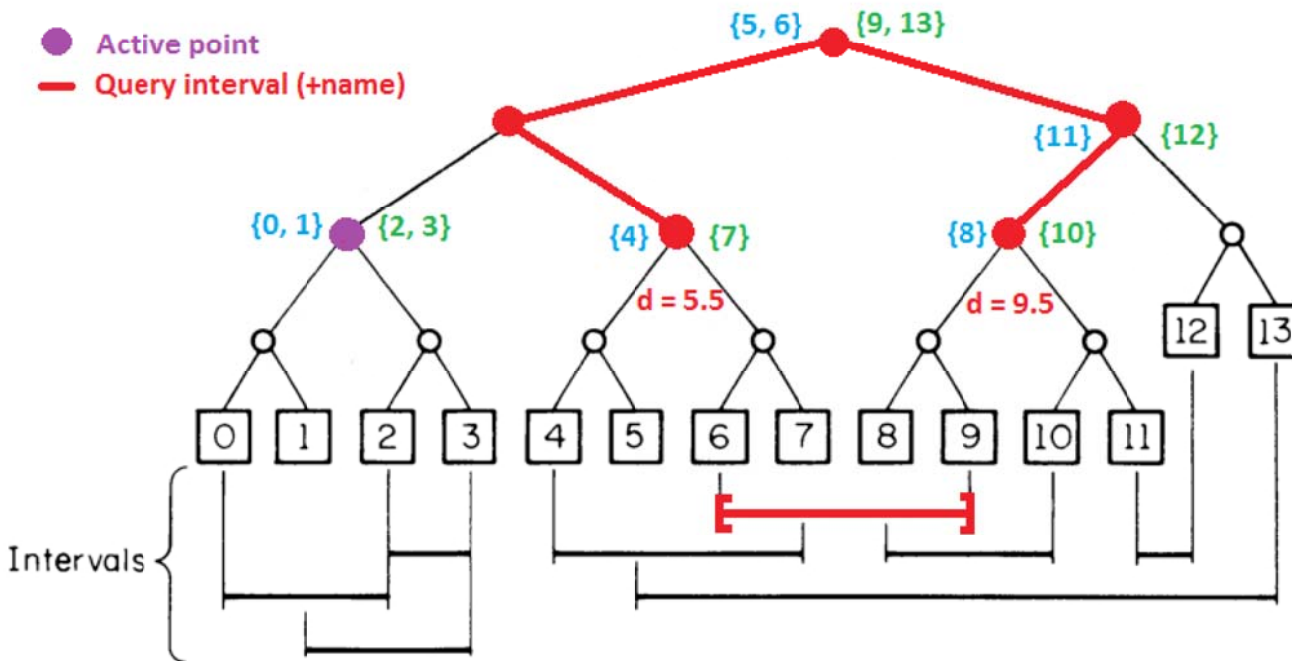 {5, 6} {9, 13}
Active point
Query interval (+name)
{11} {12}
{0, 1} {2, 3} {4} {7} {8} {10}
d = 5.5 d = 9.5
12 13
0 1 2 3 4 5 6 7 8 9 10 11
Intervals